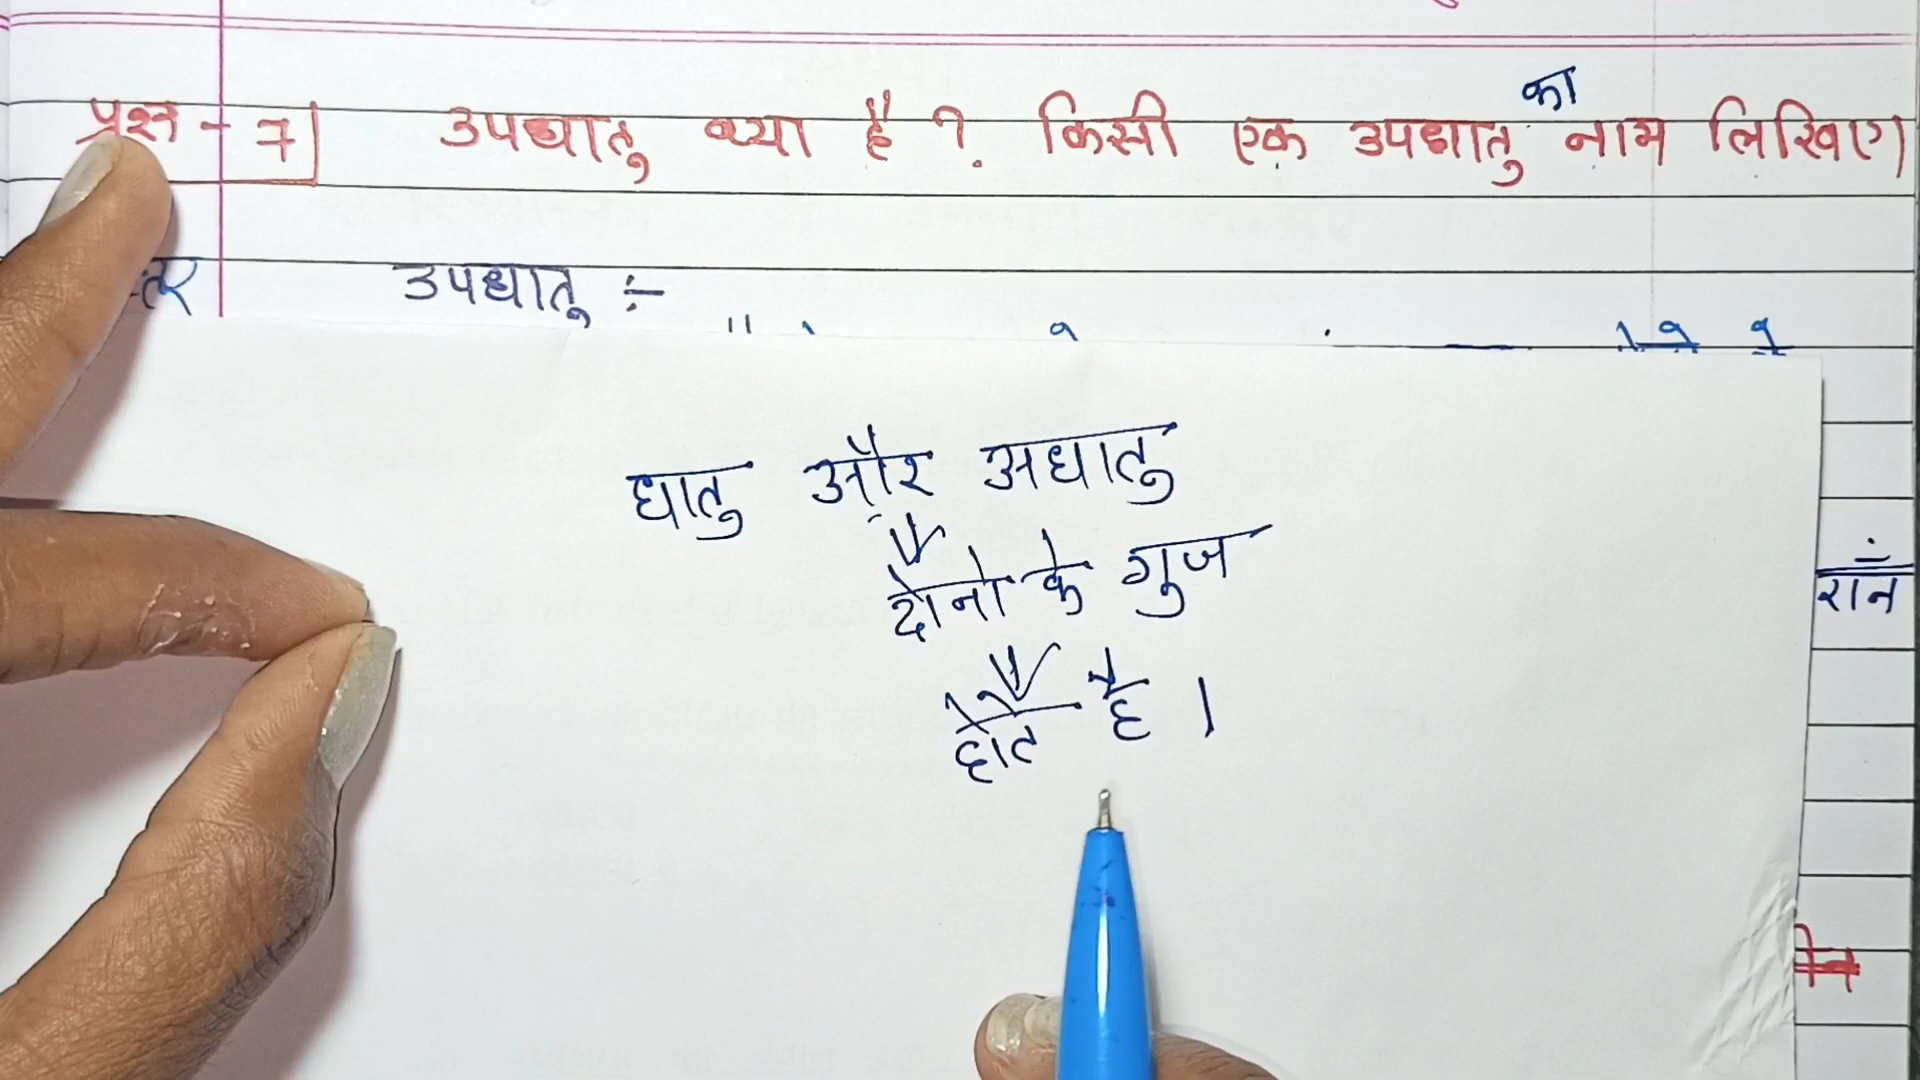 प्रश्न - 7 उपधातु क्या है ? किसी एक उपधातु का नाम लिखिए।
उपधातु :-
धातु और अधातु
दोनो के गुज
होते है ।